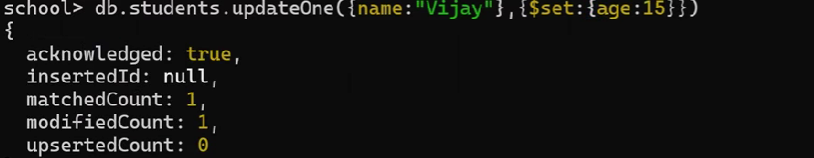 school> db.students.updateOne({name:"Vijay"},{$set:{age:15}})
{
  acknowledged: true,
  insertedId: null,
  matchedCount: 1,
  modifiedCount: 1,
  upsertedCount: 0